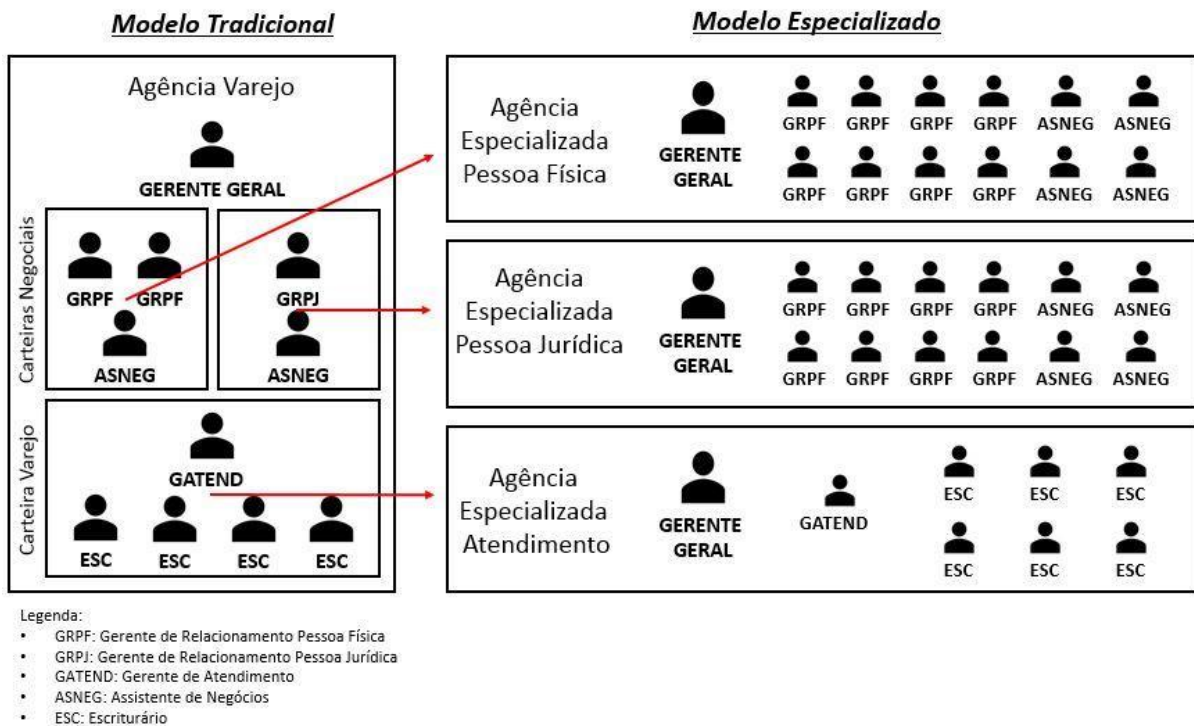 Modelo Tradicional
Agência Varejo
GERENTE GERAL
Carteiras Negociais
GRPF GRPF
ASNEG
GRPJ
ASNEG
Carteira Varejo
GATEND
ESC ESC ESC ESC
Modelo Especializado
Agência
Especializada
Pessoa Física
GERENTE
GERAL
GRPF GRPF GRPF GRPF ASNEG ASNEG
GRPF GRPF GRPF GRPF ASNEG ASNEG
Agência
Especializada
Pessoa Jurídica
GERENTE
GERAL
GRPF GRPF GRPF GRPF ASNEG ASNEG
GRPF GRPF GRPF GRPF ASNEG ASNEG
Agência
Especializada
Atendimento
GERENTE
GERAL
GATEND
ESC ESC ESC
ESC ESC ESC
Legenda:
• GRPF: Gerente de Relacionamento Pessoa Física
• GRPJ: Gerente de Relacionamento Pessoa Jurídica
• GATEND: Gerente de Atendimento
• ASNEG: Assistente de Negócios
• ESC: Escriturário